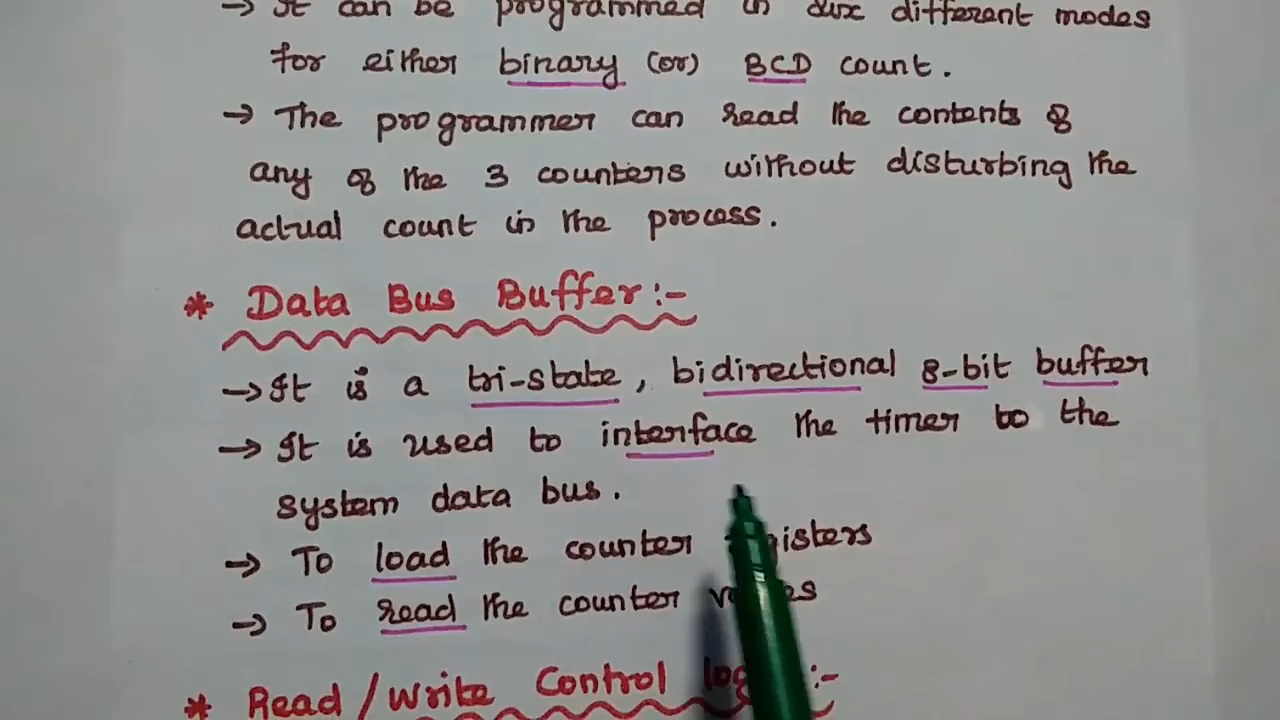 → It can be programmed in six different modes
for either binary (or) BCD count.
→ The programmer can read the contents of
any of the 3 counters without disturbing the
actual count in the process.
* Data Bus Buffer:-
→ It is a tri-state, bidirectional 8-bit buffer
→ It is used to interface the timer to the
system data bus.
→ To load the counter registers
→ To read the counter values
* Read/Write Control logic:-